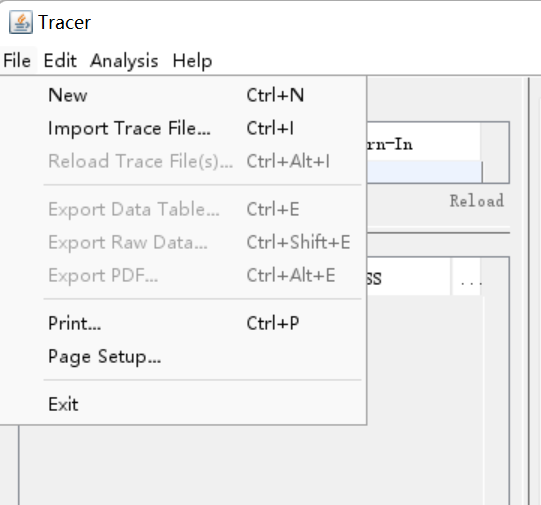 Tracer
File Edit Analysis Help
New Ctrl+N
Import Trace File... Ctrl+I
Reload Trace File(s)... Ctrl+Alt+I
Export Data Table... Ctrl+E
Export Raw Data... Ctrl+Shift+E
Export PDF... Ctrl+Alt+E
Print... Ctrl+P
Page Setup...
Exit
rn-In
Reload
SS ...